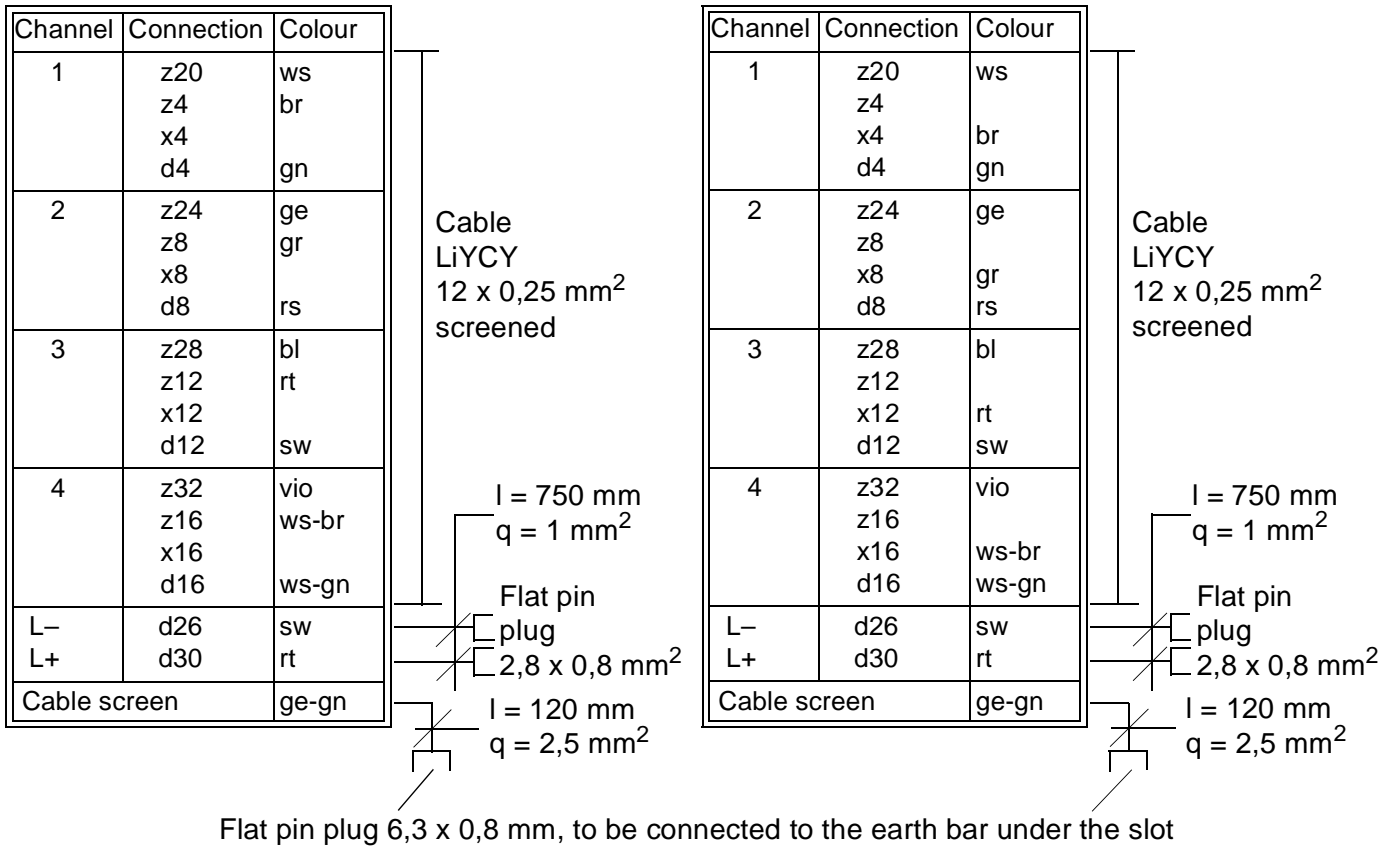 Channel Connection Colour
1 z20 ws
z4 br
x4
d4 gn
2 z24 ge
z8 gr
x8
d8 rs
3 z28 bl
z12 rt
x12
d12 sw
4 z32 vio
z16 ws-br
x16
d16 ws-gn
L– d26 sw
L+ d30 rt
Cable screen ge-gn
Cable
LiYCY
12 x 0,25 mm²
screened
l = 750 mm
q = 1 mm²
Flat pin
plug
2,8 x 0,8 mm²
l = 120 mm
q = 2,5 mm²
Channel Connection Colour
1 z20 ws
z4
x4 br
d4 gn
2 z24 ge
z8
x8 gr
d8 rs
3 z28 bl
z12
x12 rt
d12 sw
4 z32 vio
z16
x16 ws-br
d16 ws-gn
L– d26 sw
L+ d30 rt
Cable screen ge-gn
Cable
LiYCY
12 x 0,25 mm²
screened
l = 750 mm
q = 1 mm²
Flat pin
plug
2,8 x 0,8 mm²
l = 120 mm
q = 2,5 mm²
Flat pin plug 6,3 x 0,8 mm, to be connected to the earth bar under the slot